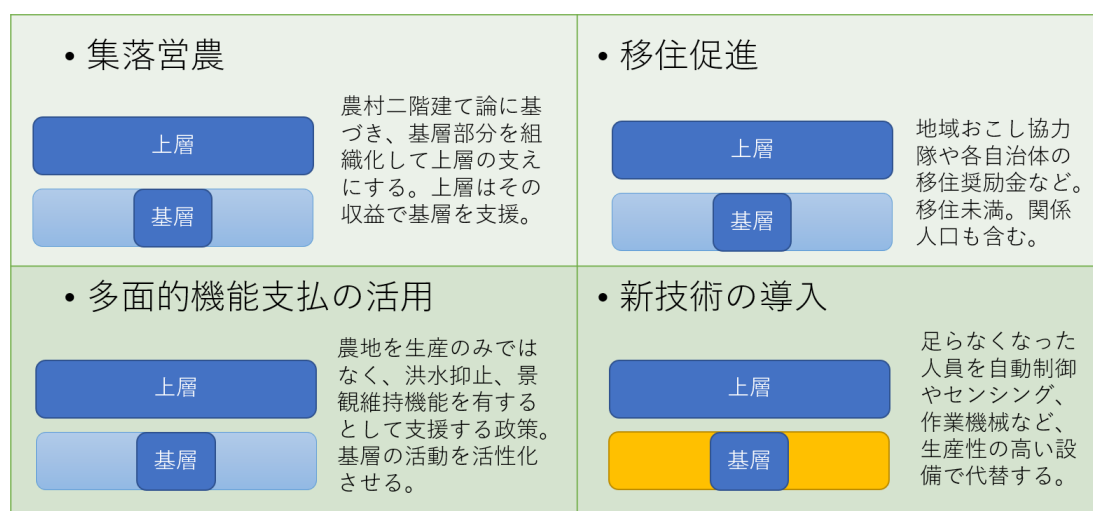 • 集落営農
上層
基層
農村二階建て論に基
づき、基層部分を組
織化して上層の支え
にする。上層はその
収益で基層を支援。
• 移住促進
上層
基層
地域おこし協力
隊や各自治体の
移住奨励金など。
移住未満。関係
人口も含む。
• 多面的機能支払の活用
上層
基層
農地を生産のみでは
なく、洪水抑止、景
観維持機能を有する
として支援する政策。
基層の活動を活性化
させる。
• 新技術の導入
上層
基層
足らなくなった
人員を自動制御
やセンシング、
作業機械など、
生産性の高い設
備で代替する。